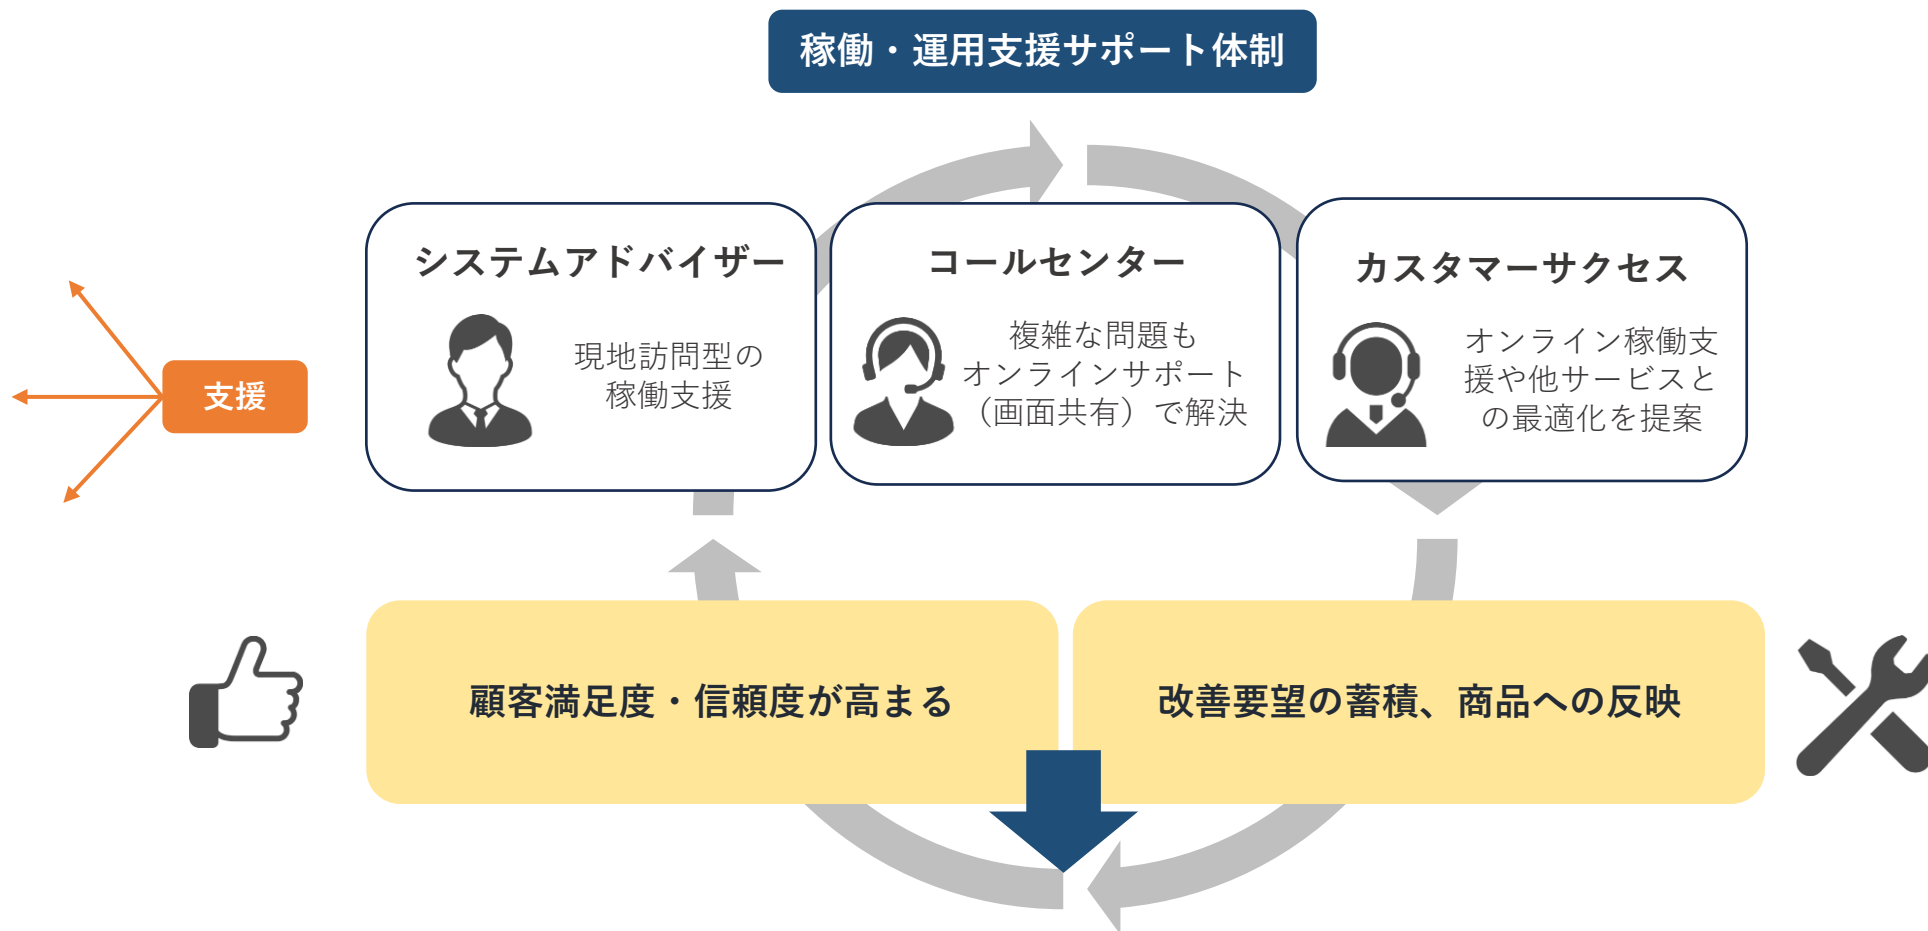 稼働・運用支援サポート体制
システムアドバイザー
現地訪問型の
稼働支援
コールセンター
複雑な問題も
オンラインサポート
（画面共有）で解決
カスタマーサクセス
オンライン稼働支
援や他サービスと
の最適化を提案
支援
顧客満足度・信頼度が高まる
改善要望の蓄積、商品への反映